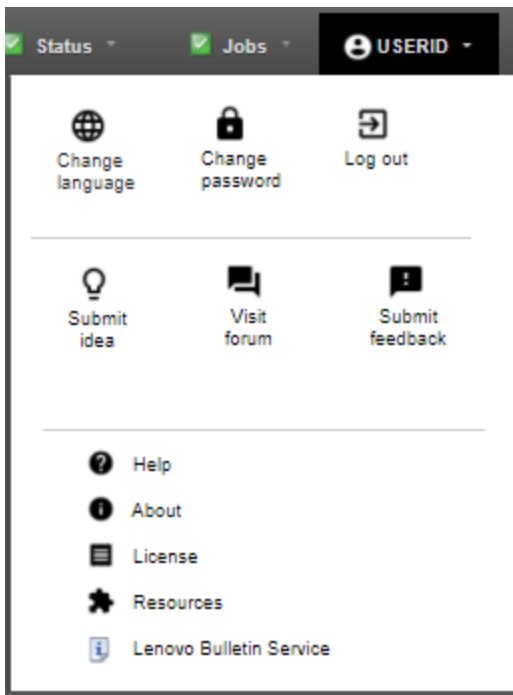 Status
Jobs
USERID
Change
language
Change
password
Log out
Submit
idea
Visit
forum
Submit
feedback
Help
About
License
Resources
Lenovo Bulletin Service